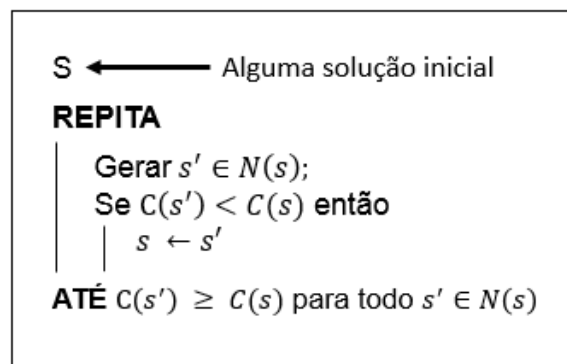 S ← Alguma solução inicial
REPITA
Gerar s′ ∈ N(s);
Se C(s′) < C(s) então
s ← s′
ATÉ C(s′) ≥ C(s) para todo s′ ∈ N(s)